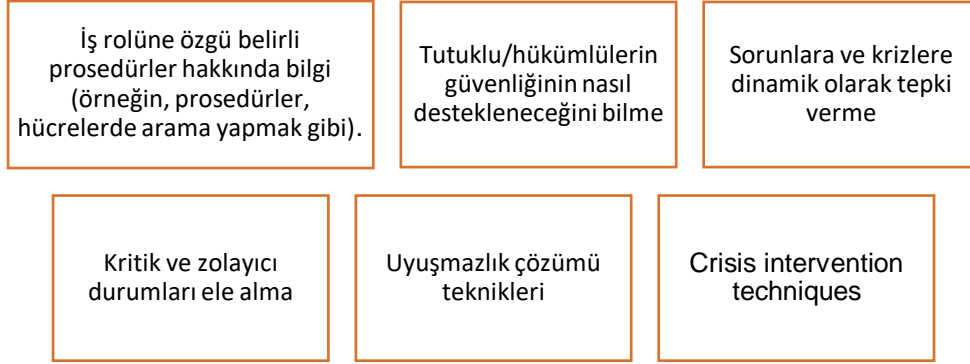 İş rolüne özgü belirli
prosedürler hakkında bilgi
(örneğin, prosedürler,
hücrelerde arama yapmak gibi).
Tutuklu/hükümlülerin
güvenliğinin nasıl
destekleneceğini bilme
Sorunlara ve krizlere
dinamik olarak tepki
verme
Kritik ve zolayıcı
durumları ele alma
Uyuşmazlık çözümü
teknikleri
Crisis intervention
techniques